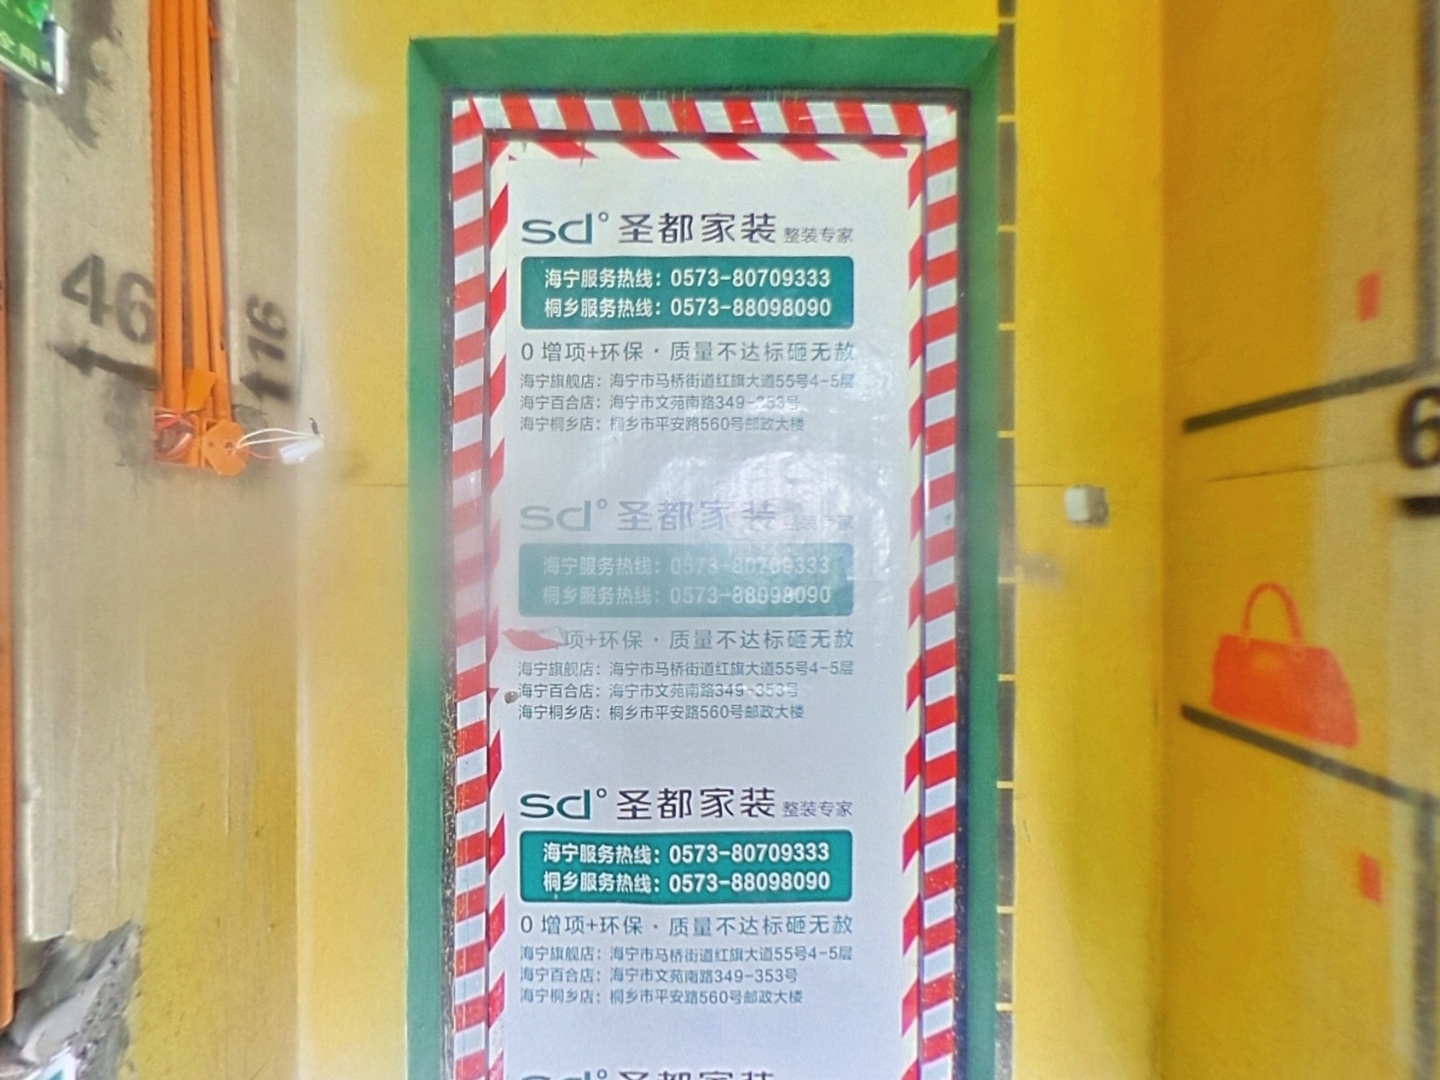 46
116
sd°圣都家装 整装专家
海宁服务热线：0573-80709333
桐乡服务热线：0573-88098090
0 增项+环保·质量不达标砸无赦
海宁旗舰店：海宁市马桥街道红旗大道55号4-5层
海宁百合店：海宁市文苑南路349-353号
海宁桐乡店：桐乡市平安路560号邮政大楼
sd°圣都家装 整装专家
海宁服务热线：0573-80709333
桐乡服务热线：0573-88098090
项+环保·质量不达标砸无赦
海宁旗舰店：海宁市马桥街道红旗大道55号4-5层
海宁百合店：海宁市文苑南路349-353号
海宁桐乡店：桐乡市平安路560号邮政大楼
sd°圣都家装 整装专家
海宁服务热线：0573-80709333
桐乡服务热线：0573-88098090
0 增项+环保·质量不达标砸无赦
海宁旗舰店：海宁市马桥街道红旗大道55号4-5层
海宁百合店：海宁市文苑南路349-353号
海宁桐乡店：桐乡市平安路560号邮政大楼
sd°圣都家装